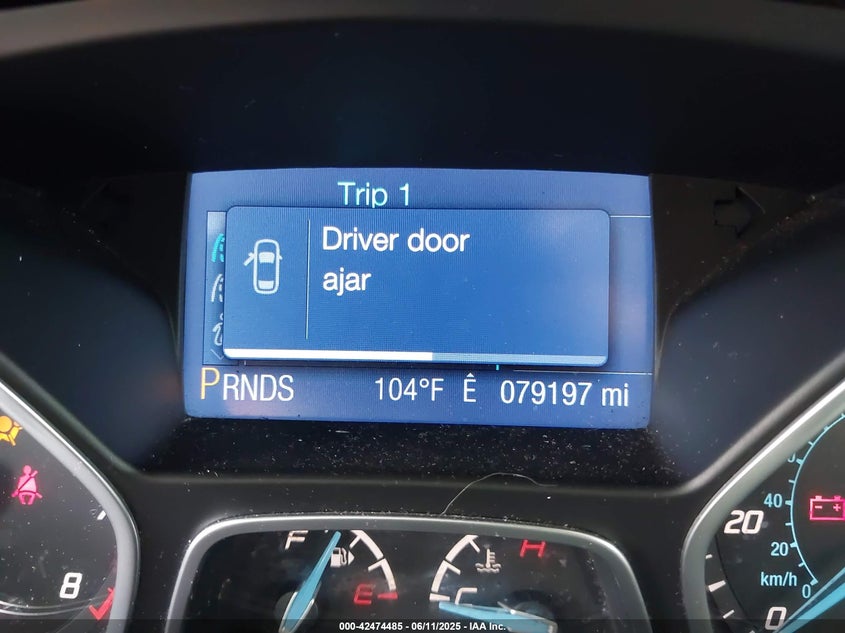 Trip 1
Driver door
ajar
PRNDS 104°F Ê 079197 mi
F
E
H
C
8
20
0
40
20
km/h
0
000-42474485 - 06/11/2025 - IAA Inc.